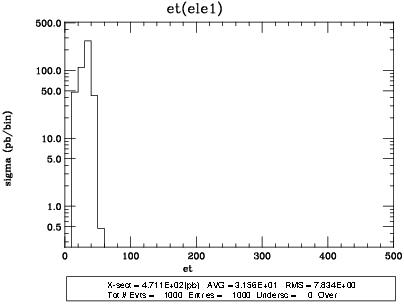 et(ele1)
500.0
100.0
50.0
10.0
5.0
1.0
0.5
sigma (pb/bin)
0 100 200 300 400 500
et
X-sect = 4.711E+02(pb) AVG = 3.156E+01 RMS = 7.834E+00
Tot # Evts = 1000 Entries = 1000 Undersc = 0 Over